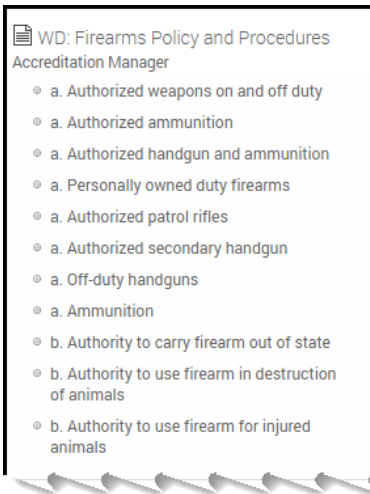 WD: Firearms Policy and Procedures
Accreditation Manager
a. Authorized weapons on and off duty
a. Authorized ammunition
a. Authorized handgun and ammunition
a. Personally owned duty firearms
a. Authorized patrol rifles
a. Authorized secondary handgun
a. Off-duty handguns
a. Ammunition
b. Authority to carry firearm out of state
b. Authority to use firearm in destruction
of animals
b. Authority to use firearm for injured
animals